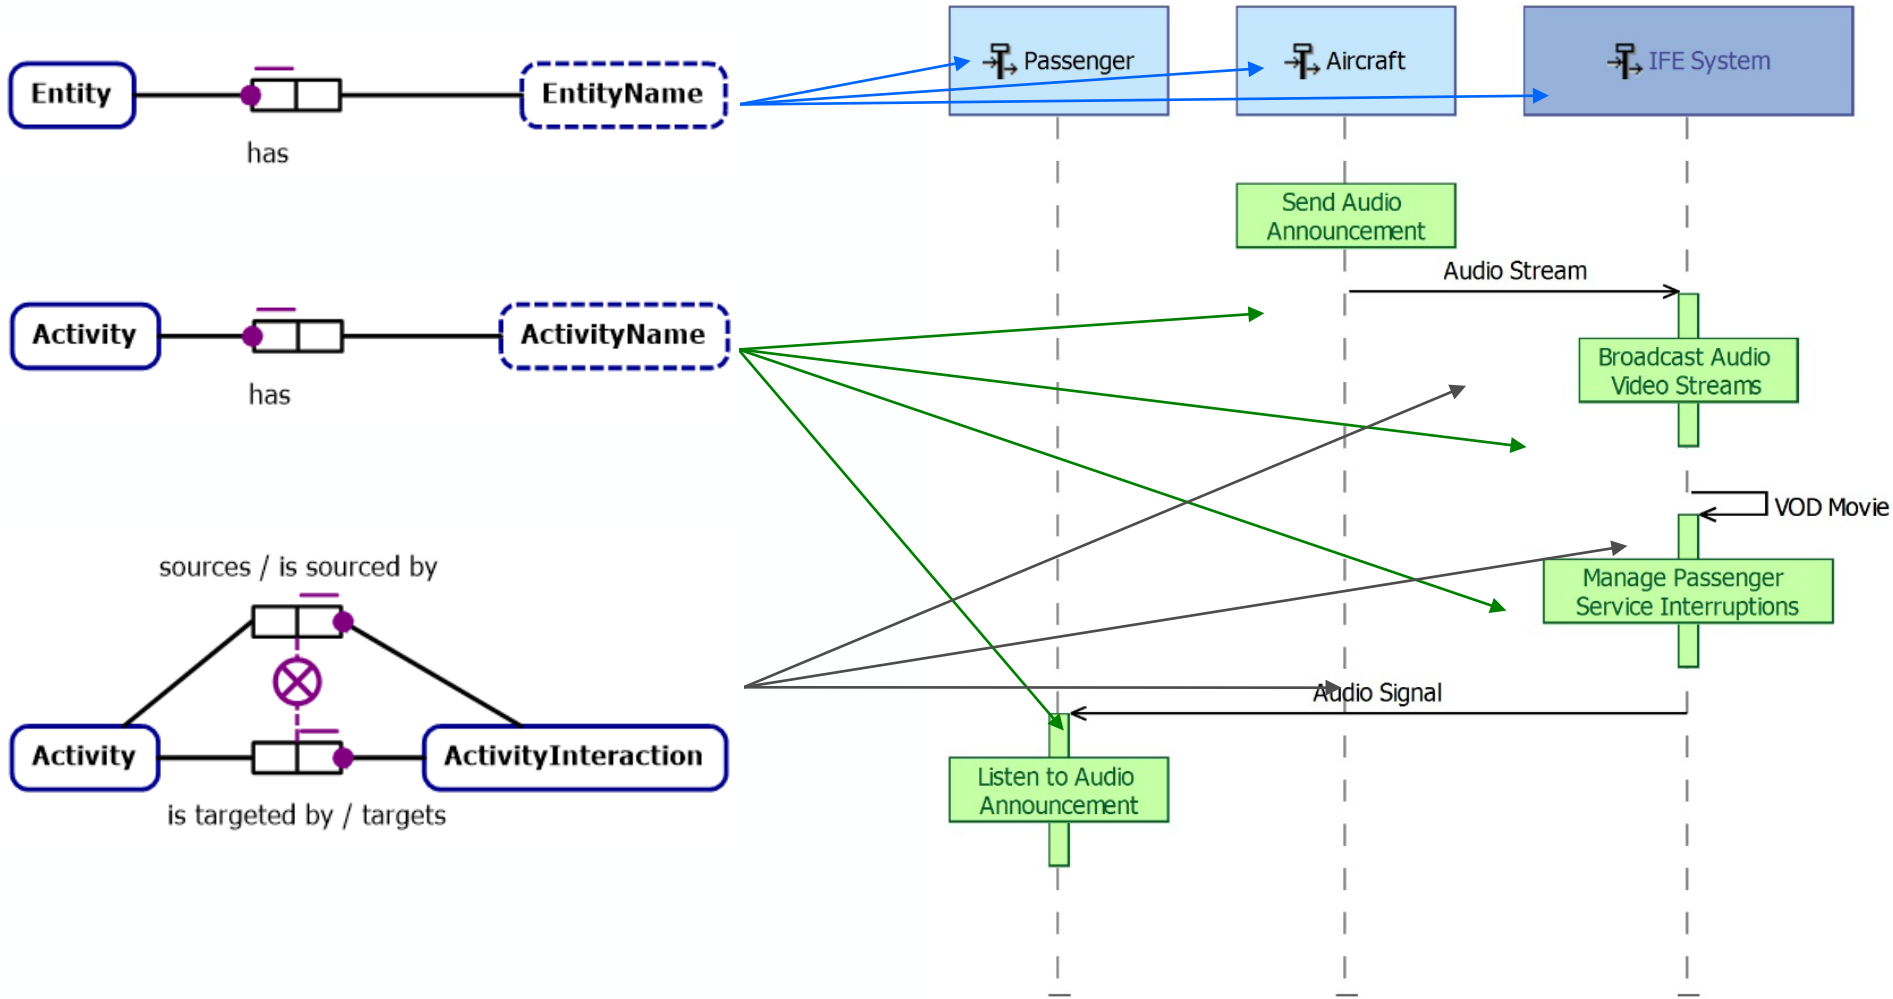 Entity
has
EntityName
Passenger
Aircraft
IFE System
Send Audio
Announcement
Activity
has
ActivityName
Audio Stream
Broadcast Audio
Video Streams
VOD Movie
Manage Passenger
Service Interruptions
sources / is sourced by
Activity
ActivityInteraction
is targeted by / targets
Audio Signal
Listen to Audio
Announcement